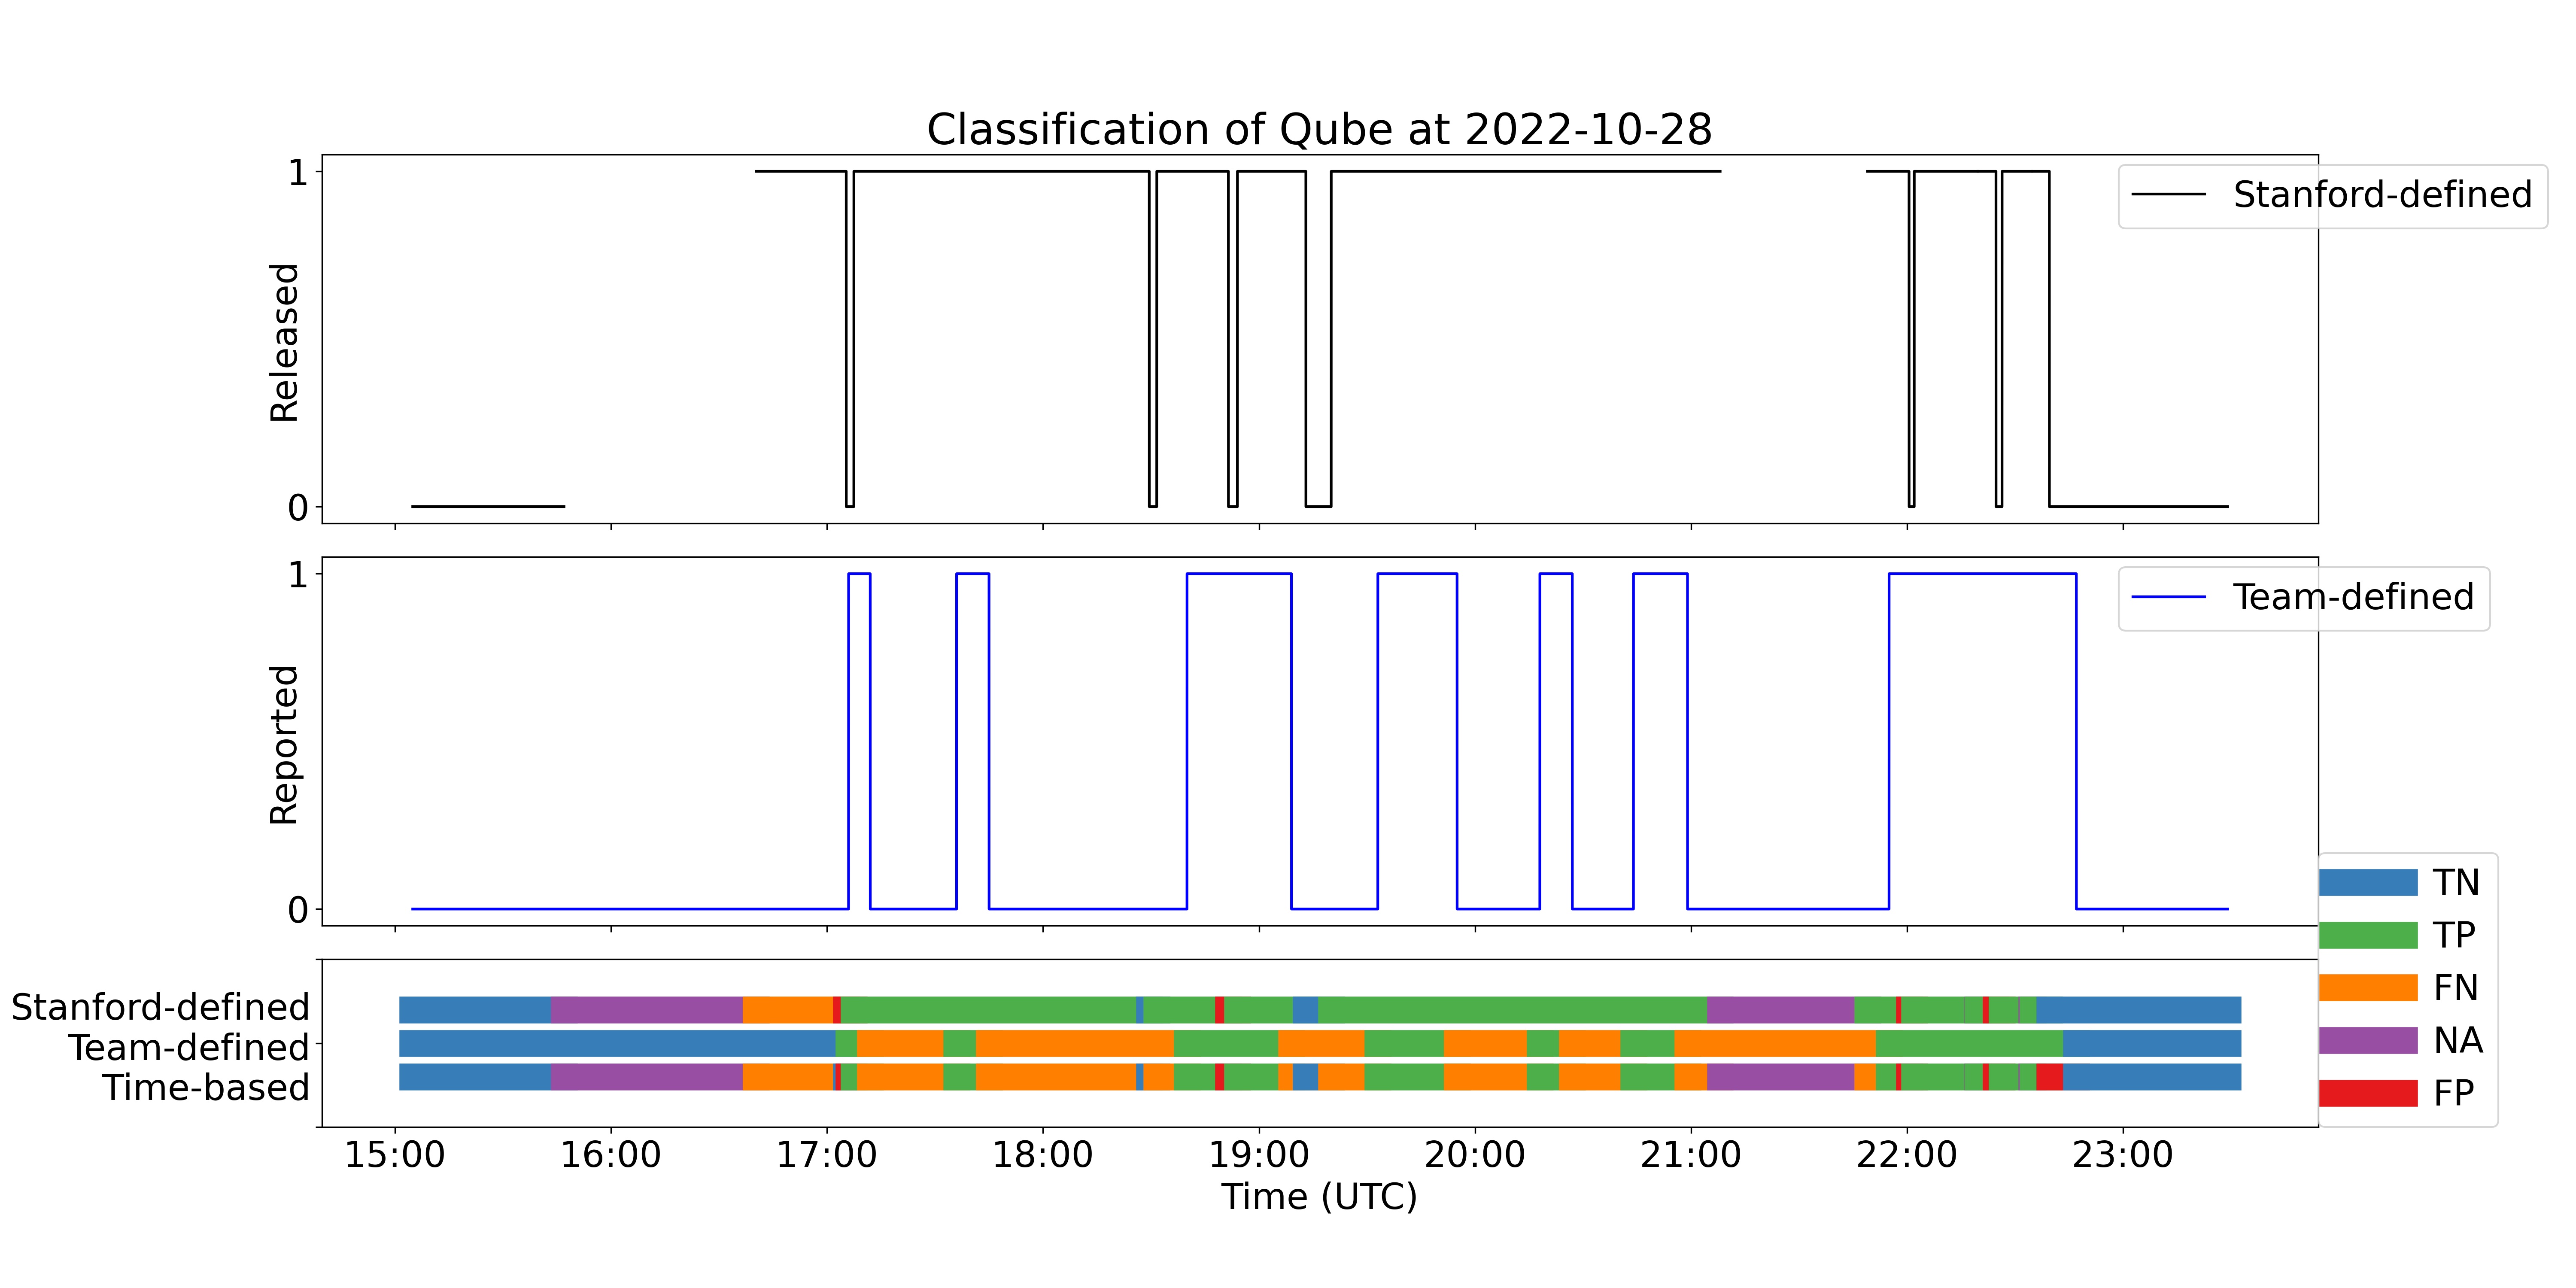 Classification of Qube at 2022-10-28
1
Released
0
Stanford-defined
1
Reported
0
Team-defined
TN
TP
FN
NA
FP
Stanford-defined
Team-defined
Time-based
15:00 16:00 17:00 18:00 19:00 20:00 21:00 22:00 23:00
Time (UTC)